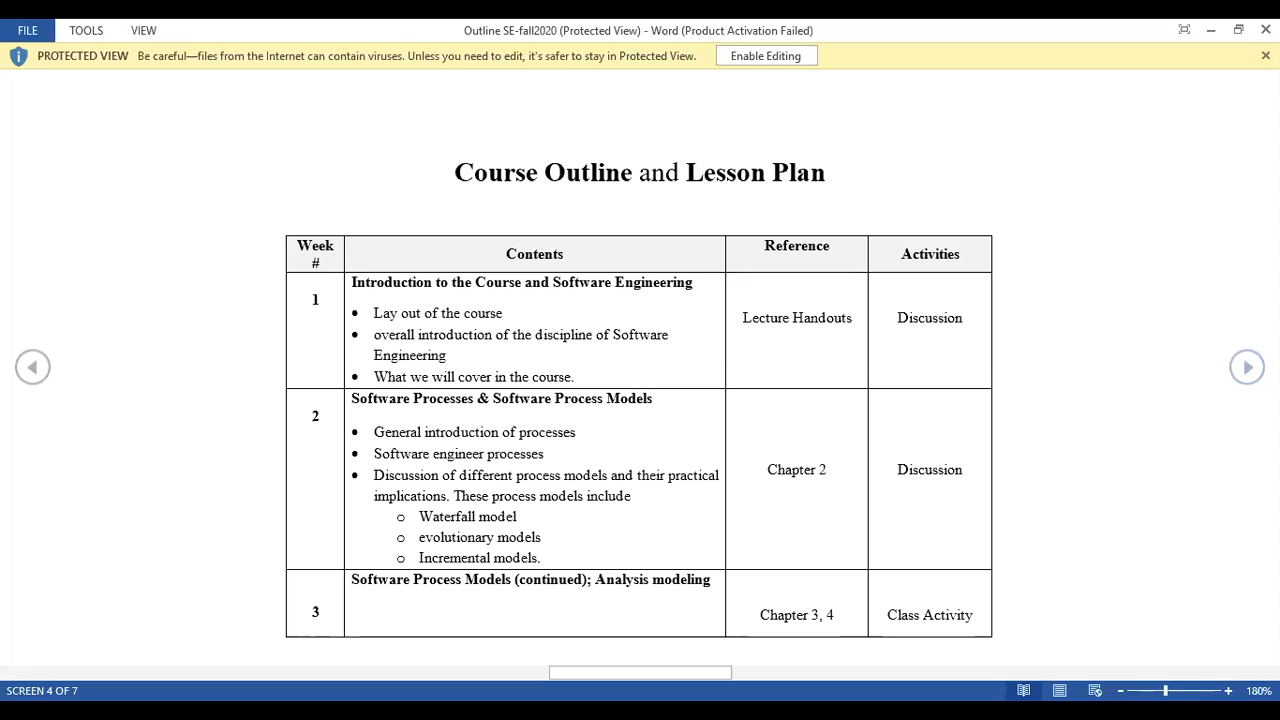 FILE TOOLS VIEW Outline SE-fall2020 (Protected View) - Word (Product Activation Failed)
PROTECTED VIEW Be careful—files from the Internet can contain viruses. Unless you need to edit, it's safer to stay in Protected View. Enable Editing
Course Outline and Lesson Plan
Week
#
Contents
Reference
Activities
1
Introduction to the Course and Software Engineering
• Lay out of the course
• overall introduction of the discipline of Software
Engineering
• What we will cover in the course.
Lecture Handouts
Discussion
2
Software Processes & Software Process Models
• General introduction of processes
• Software engineer processes
• Discussion of different process models and their practical
implications. These process models include
o Waterfall model
o evolutionary models
o Incremental models.
Chapter 2
Discussion
3
Software Process Models (continued); Analysis modeling
Chapter 3, 4
Class Activity
SCREEN 4 OF 7
180%